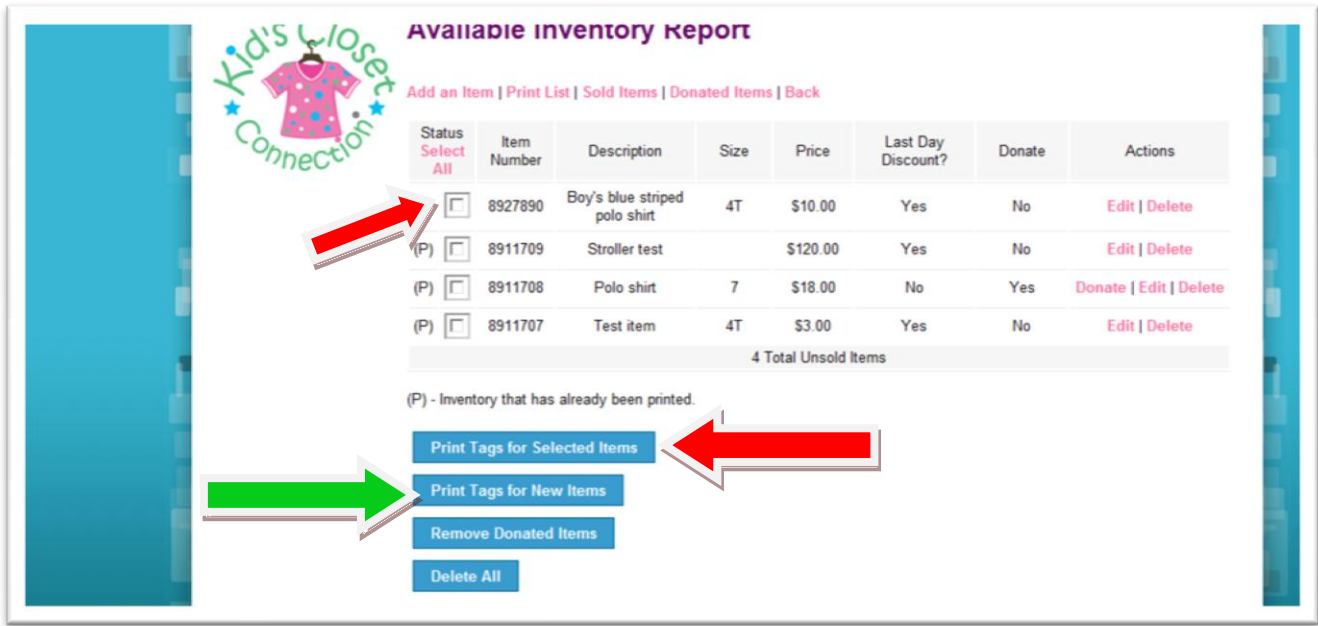 Kid's Closet
Connection
Available Inventory Report
Add an Item | Print List | Sold Items | Donated Items | Back
Status Select All Item Number Description Size Price Last Day Discount? Donate Actions
8927890 Boy's blue striped polo shirt 4T $10.00 Yes No Edit | Delete
(P) 8911709 Stroller test $120.00 Yes No Edit | Delete
(P) 8911708 Polo shirt 7 $18.00 No Yes Donate | Edit | Delete
(P) 8911707 Test item 4T $3.00 Yes No Edit | Delete
4 Total Unsold Items
(P) - Inventory that has already been printed.
Print Tags for Selected Items
Print Tags for New Items
Remove Donated Items
Delete All